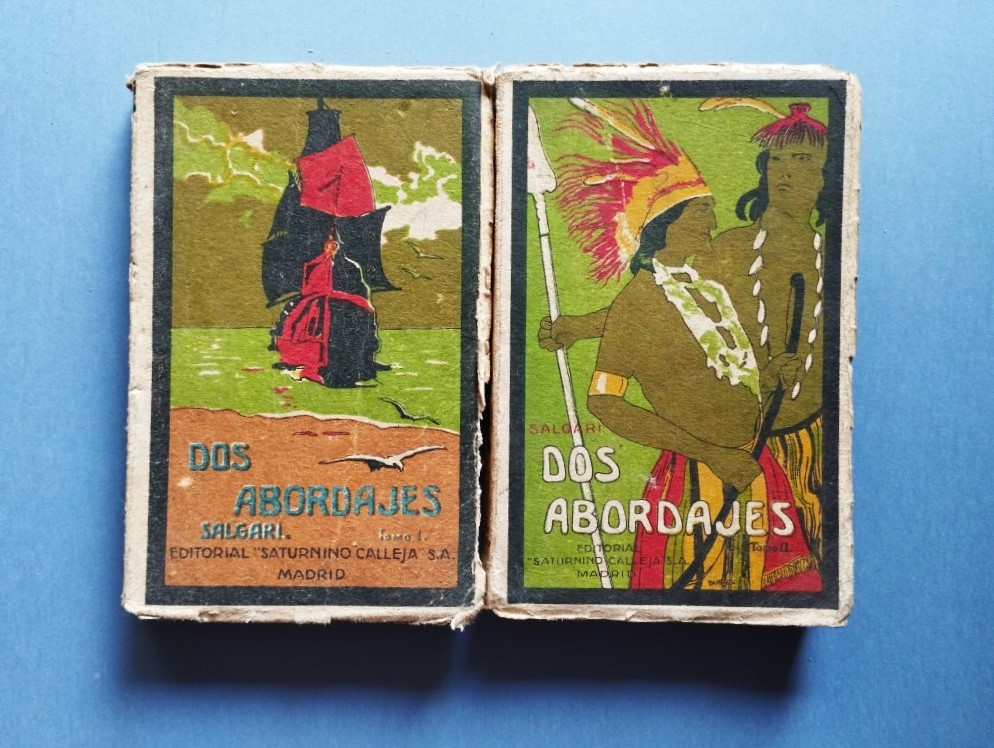 DOS
ABORDAJES
SALGARI. Tomo I.
EDITORIAL "SATURNINO CALLEJA" S.A.
MADRID
SALGARI
DOS
ABORDAJES
EDITORIAL Tomo II.
"SATURNINO CALLEJA" S.A.
MADRID